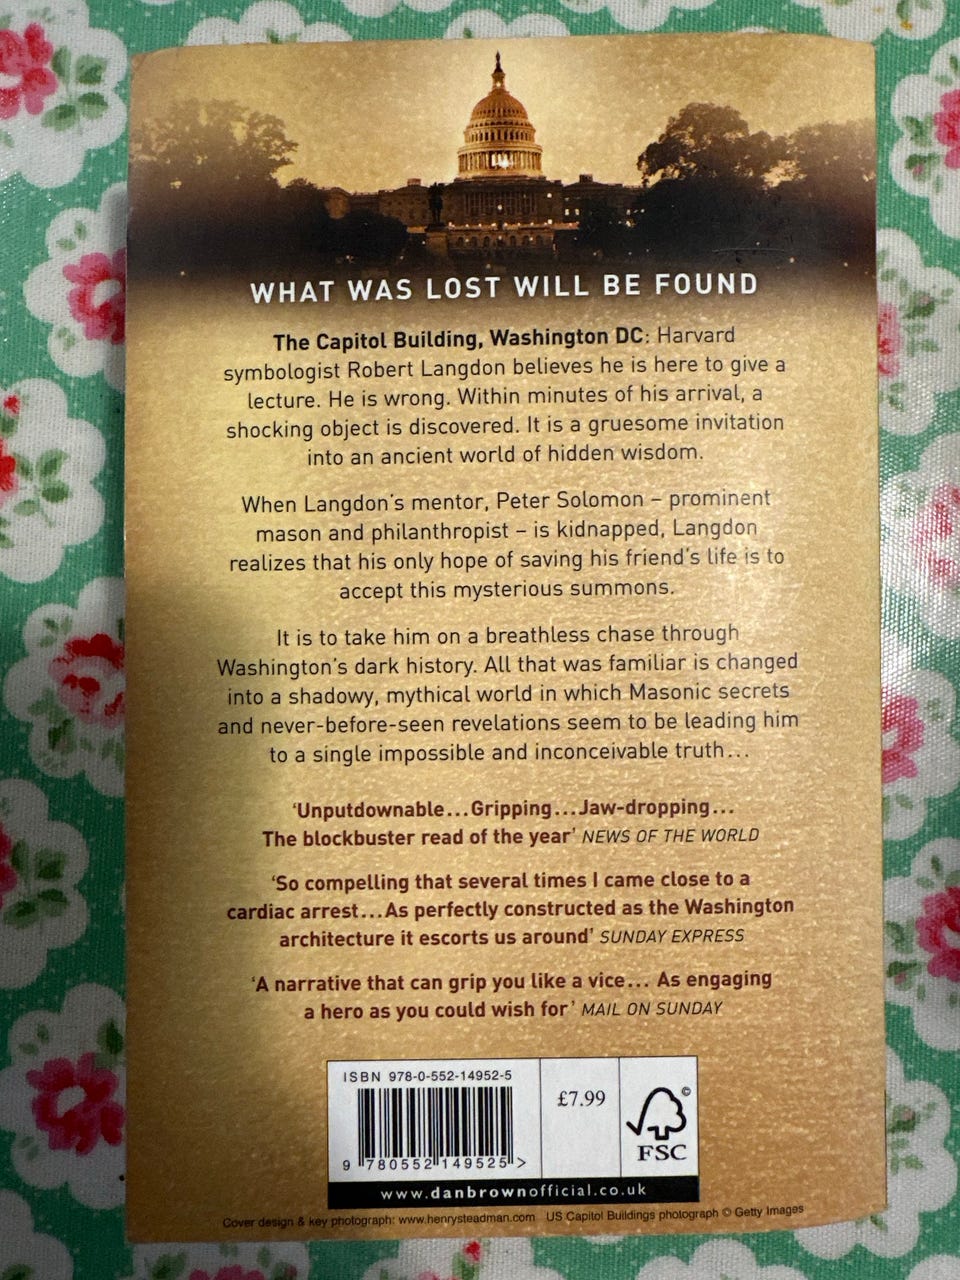 WHAT WAS LOST WILL BE FOUND
The Capitol Building, Washington DC: Harvard
symbologist Robert Langdon believes he is here to give a
lecture. He is wrong. Within minutes of his arrival, a
shocking object is discovered. It is a gruesome invitation
into an ancient world of hidden wisdom.
When Langdon's mentor, Peter Solomon – prominent
mason and philanthropist – is kidnapped, Langdon
realizes that his only hope of saving his friend's life is to
accept this mysterious summons.
It is to take him on a breathless chase through
Washington's dark history. All that was familiar is changed
into a shadowy, mythical world in which Masonic secrets
and never-before-seen revelations seem to be leading him
to a single impossible and inconceivable truth...
'Unputdownable...Gripping...Jaw-dropping...
The blockbuster read of the year' NEWS OF THE WORLD
'So compelling that several times I came close to a
cardiac arrest...As perfectly constructed as the Washington
architecture it escorts us around' SUNDAY EXPRESS
'A narrative that can grip you like a vice... As engaging
a hero as you could wish for' MAIL ON SUNDAY
ISBN 978-0-552-14952-5
9 780552 149525 >
£7.99
©
FSC
www.danbrownofficial.co.uk
Cover design & key photograph: www.henrysteadman.com US Capitol Buildings photograph © Getty Images